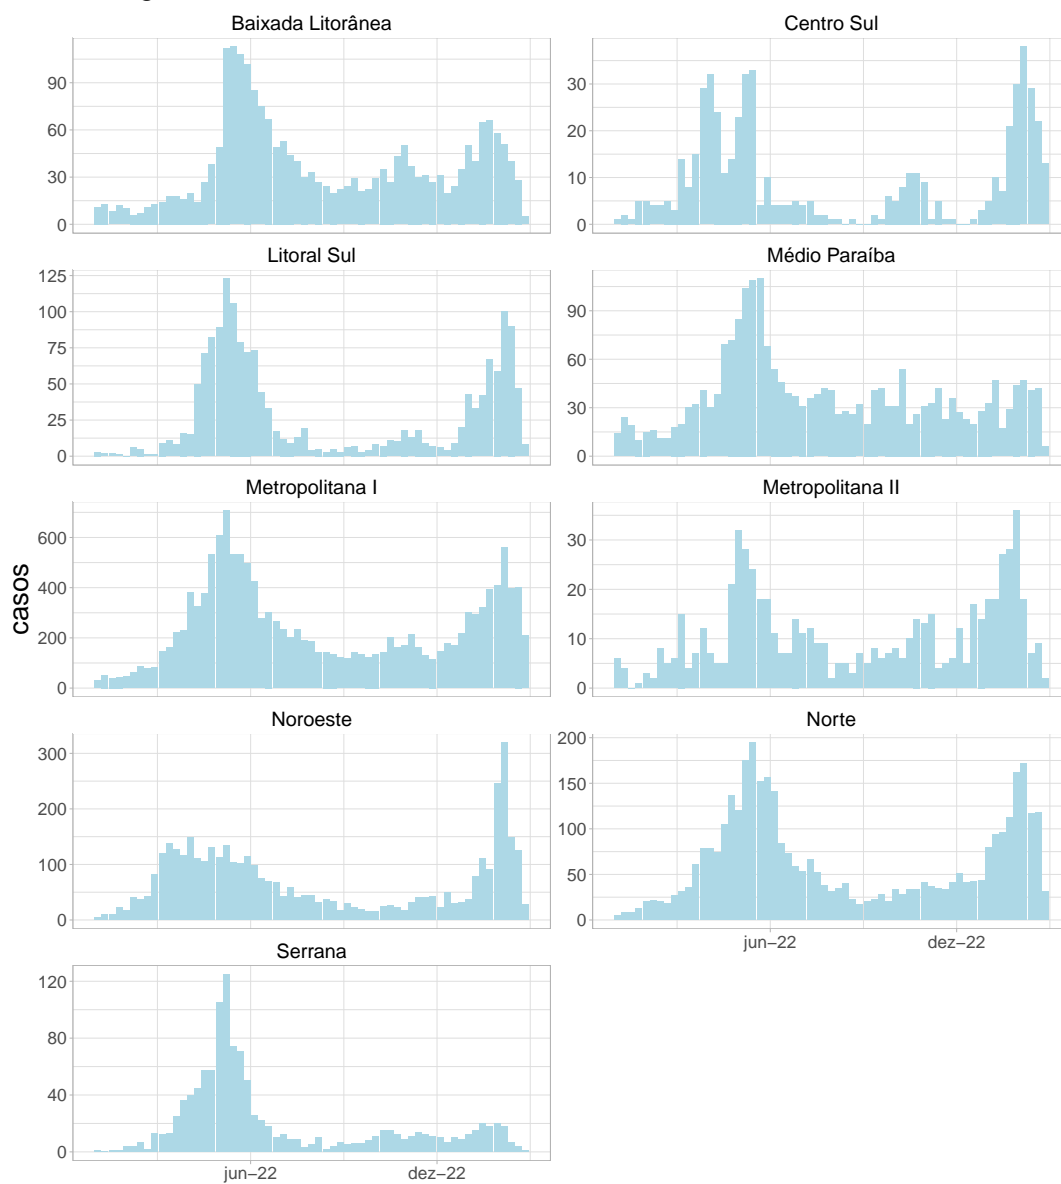 Baixada Litorânea
Centro Sul
90
60
30
0
30
20
10
0
Litoral Sul
Médio Paraíba
125
100
75
50
25
0
90
60
30
0
Metropolitana I
Metropolitana II
600
400
200
0
30
20
10
0
casos
Noroeste
Norte
300
200
100
0
200
150
100
50
0
jun–22
dez–22
Serrana
120
80
40
0
jun–22
dez–22